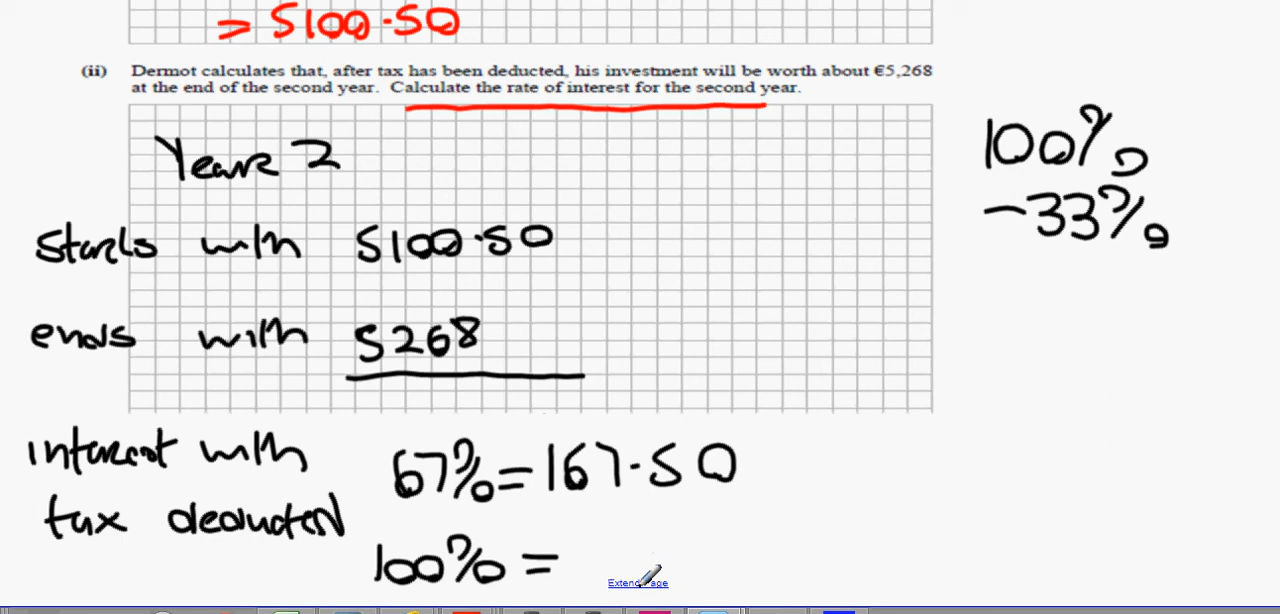 = 5100.50
(ii) Dermot calculates that, after tax has been deducted, his investment will be worth about €5,268
at the end of the second year. Calculate the rate of interest for the second year.
Year 2
100%
-33%
Starts with 5100.50
ends with 5268
interest with
tax deducted
67% = 167.50
100% =
Extend Page